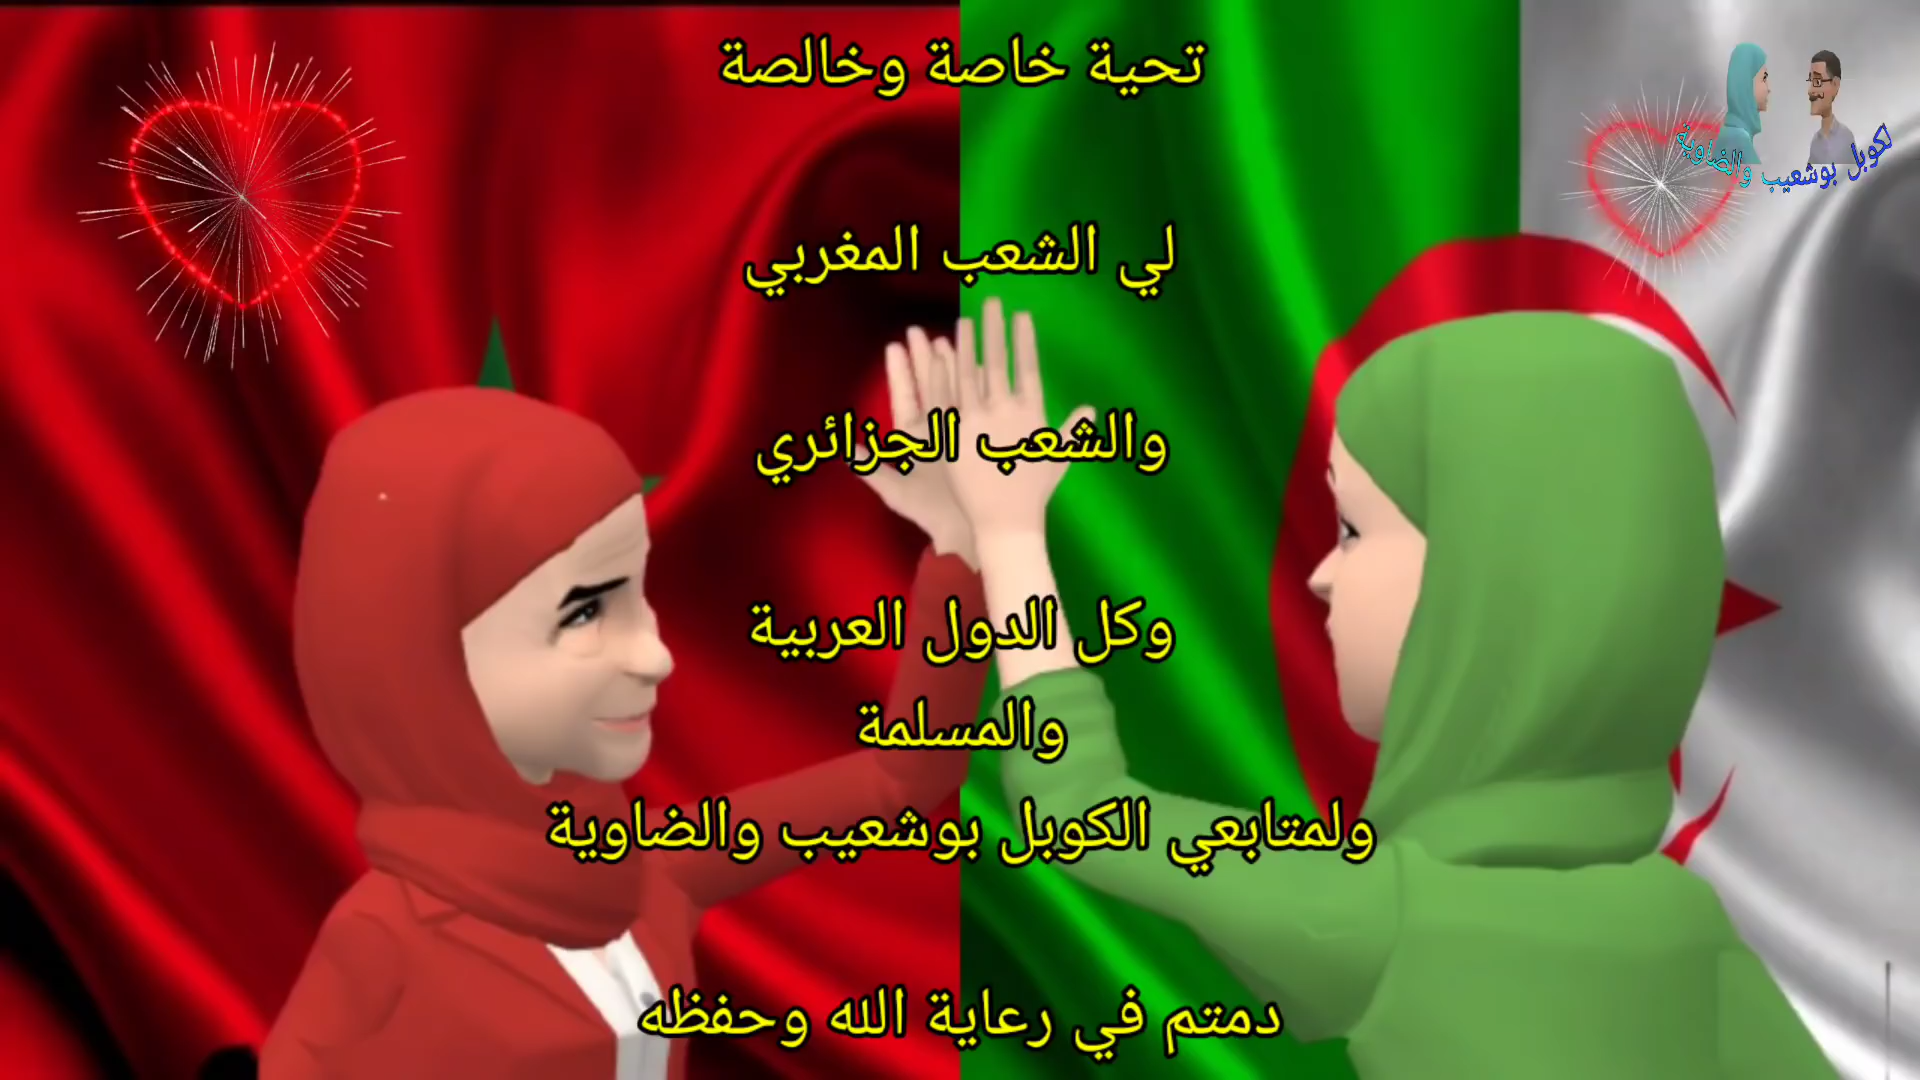 تحية خاصة وخالصة
لي الشعب المغربي
والشعب الجزائري
وكل الدول العربية
والمسلمة
ولمتابعي الكوبل بوشعيب والضاوية
دمتم في رعاية الله وحفظه
لكوبل بوشعيب والضاوية